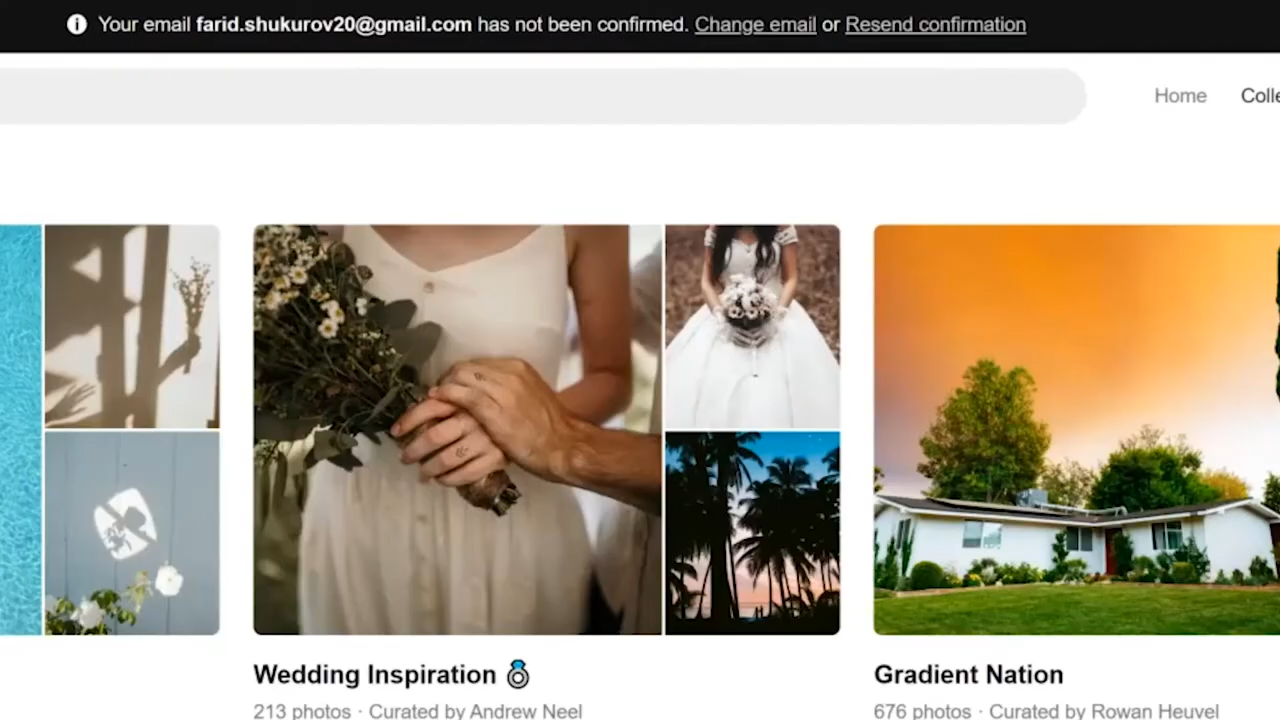 Your email farid.shukurov20@gmail.com has not been confirmed. Change email or Resend confirmation
Home Colle
Wedding Inspiration 💍
Gradient Nation
213 photos · Curated by Andrew Neel
676 photos · Curated by Rowan Heuvel